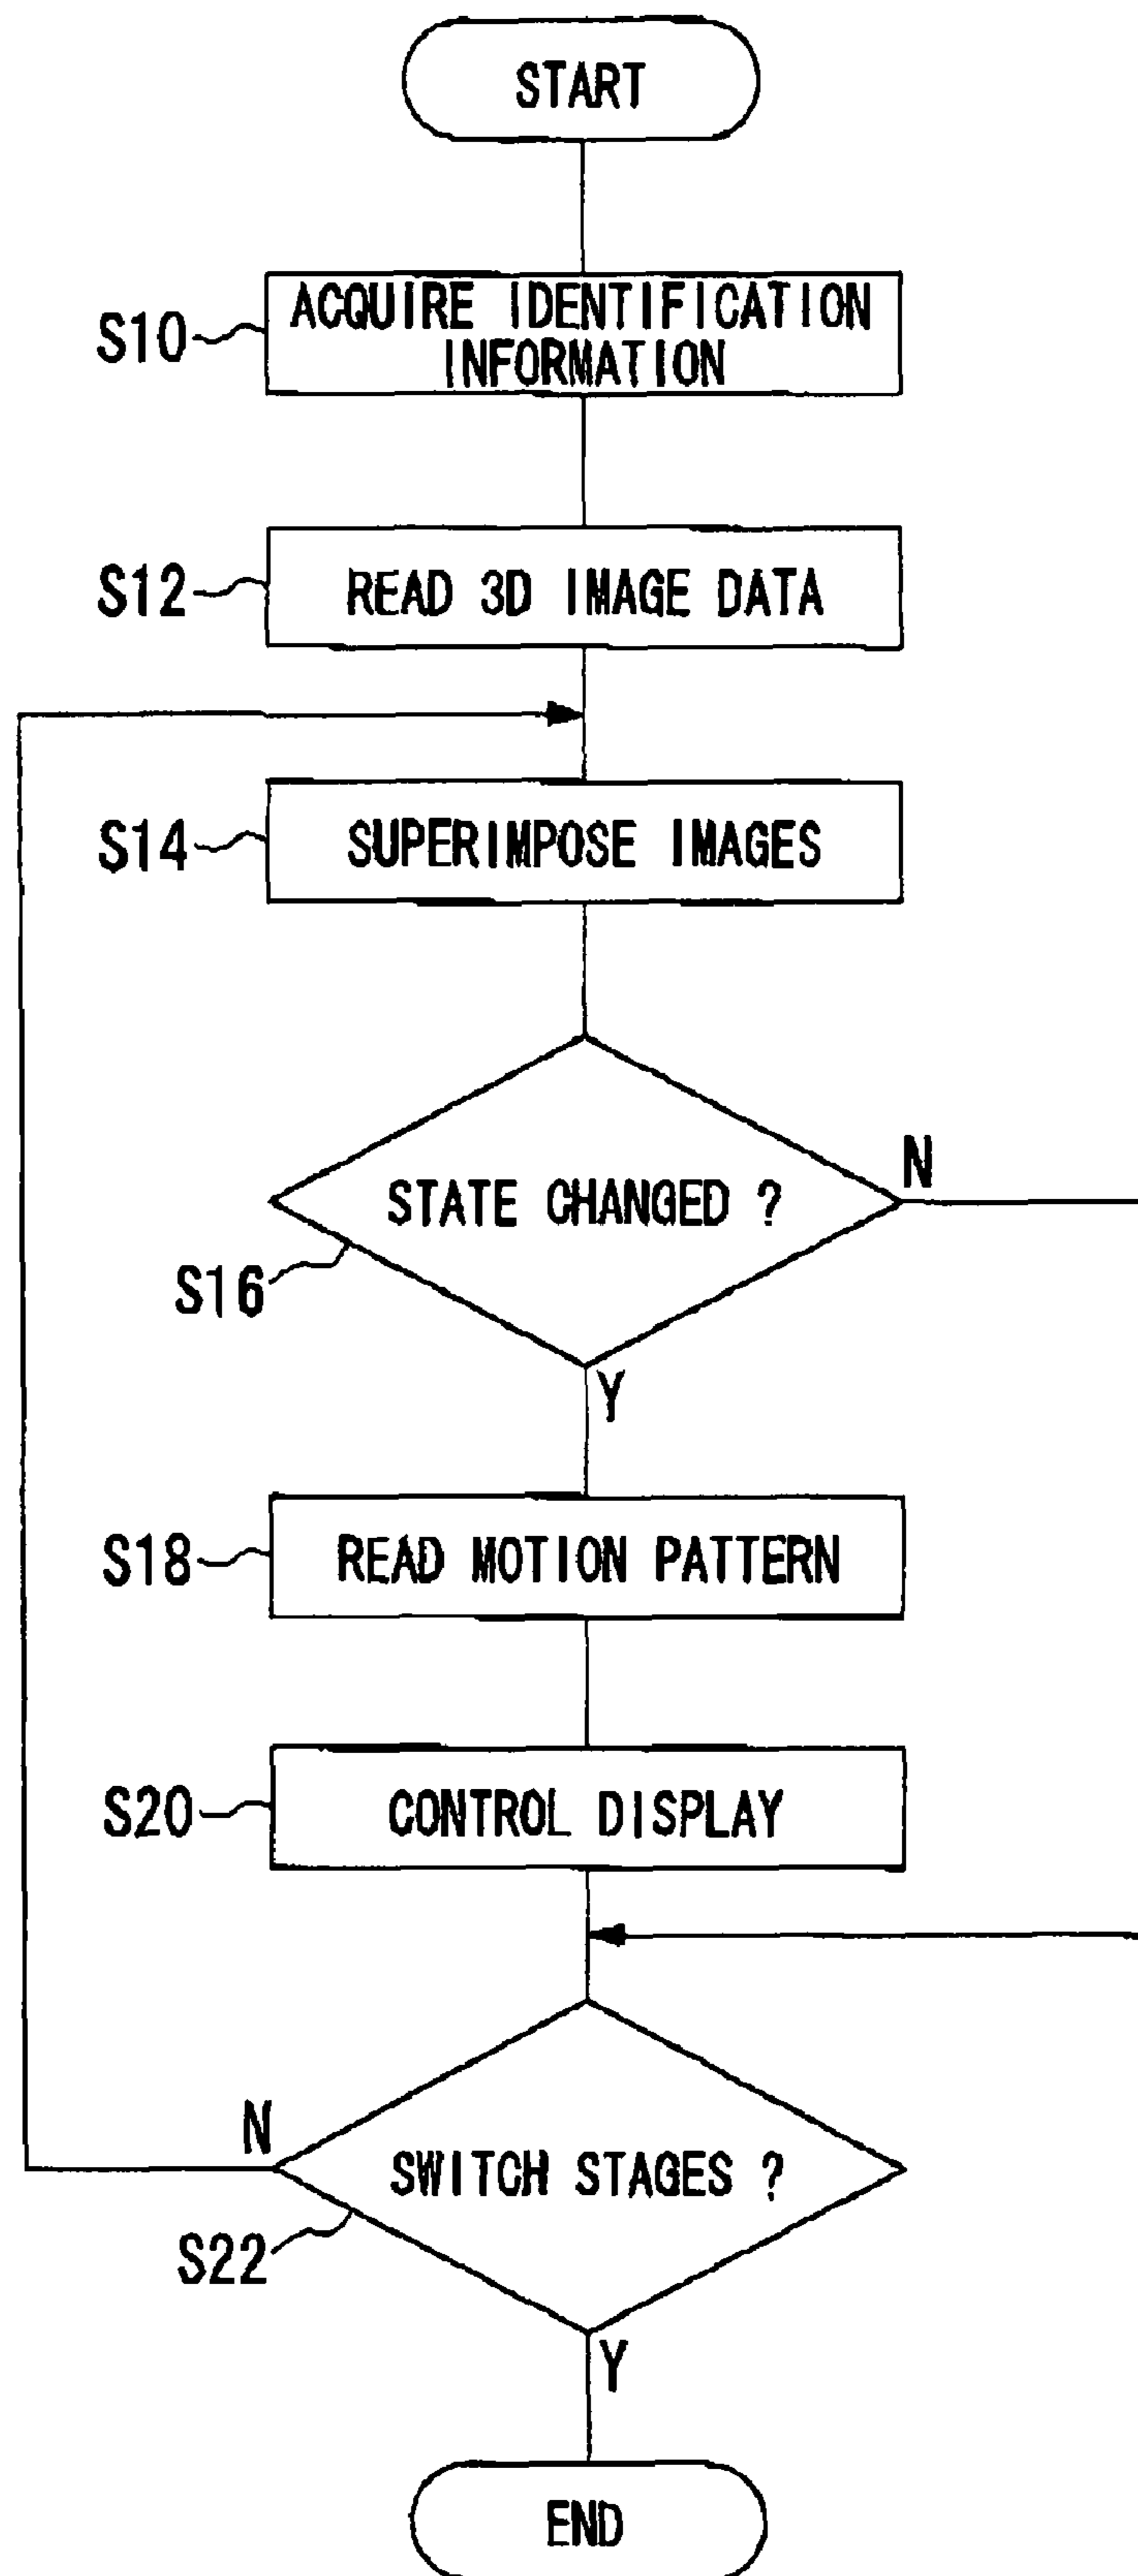 START
S10
ACQUIRE IDENTIFICATION
INFORMATION
S12
READ 3D IMAGE DATA
S14
SUPERIMPOSE IMAGES
N
STATE CHANGED ?
S16
Y
S18
READ MOTION PATTERN
S20
CONTROL DISPLAY
N
SWITCH STAGES ?
S22
Y
END